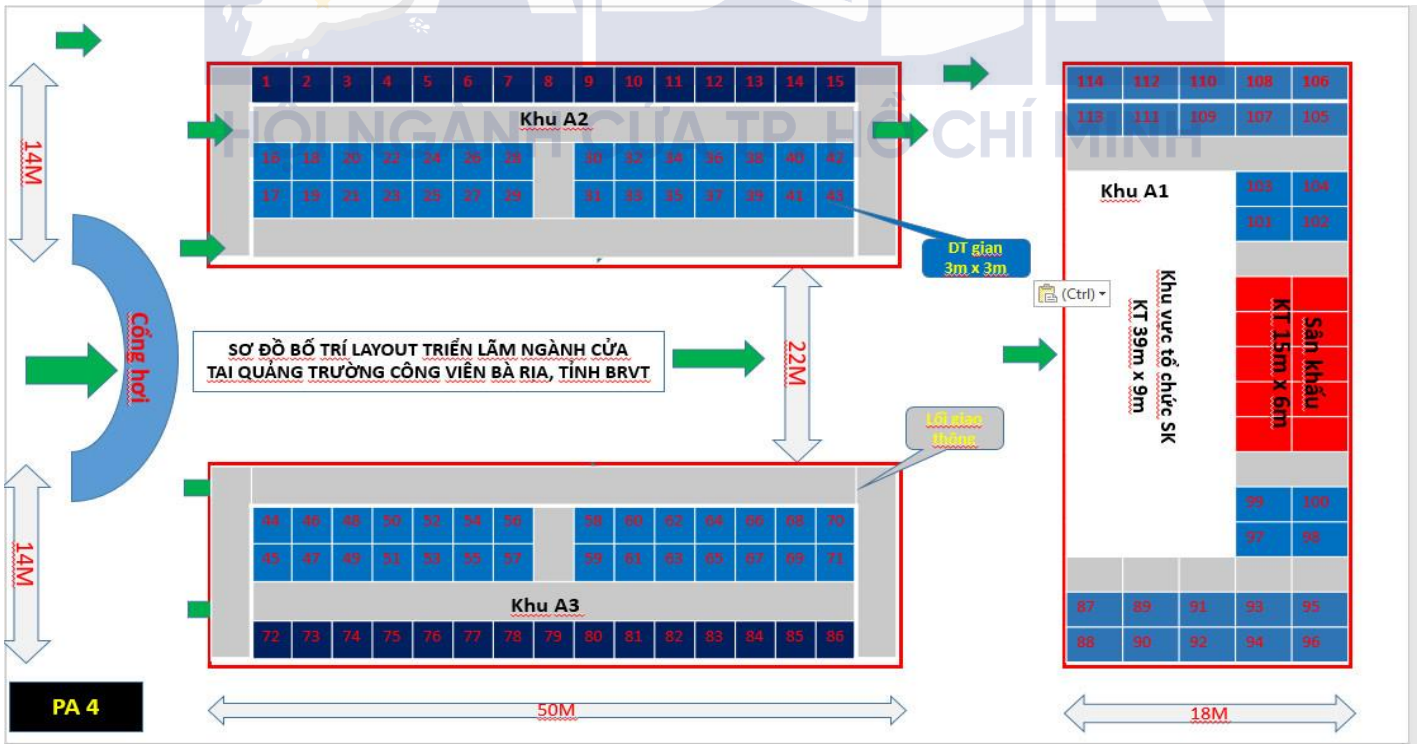 1 2 3 4 5 6 7 8 9 10 11 12 13 14 15
Khu A2
16 18 20 22 24 26 28 30 32 34 36 38 40 42
17 19 21 23 25 27 29 31 33 35 37 39 41 43
HỘI NGÀNH CỬA TP. HỒ CHÍ MINH
14M
DT gian
3m x 3m
Cổng hơi
SƠ ĐỒ BỐ TRÍ LAYOUT TRIỂN LÃM NGÀNH CỬA
TẠI QUẢNG TRƯỜNG CÔNG VIÊN BÀ RỊA, TỈNH BRVT
22M
Lối giao
thông
44 46 48 50 52 54 56 58 60 62 64 66 68 70
45 47 49 51 53 55 57 59 61 63 65 67 69 71
Khu A3
72 73 74 75 76 77 78 79 80 81 82 83 84 85 86
14M
PA 4
50M
114 112 110 108 106
113 111 109 107 105
Khu A1
103 104
101 102
(Ctrl)
Khu vực tổ chức SK
KT 39m x 9m
Sân khấu
KT 15m x 6m
99 100
97 98
87 89 91 93 95
88 90 92 94 96
18M